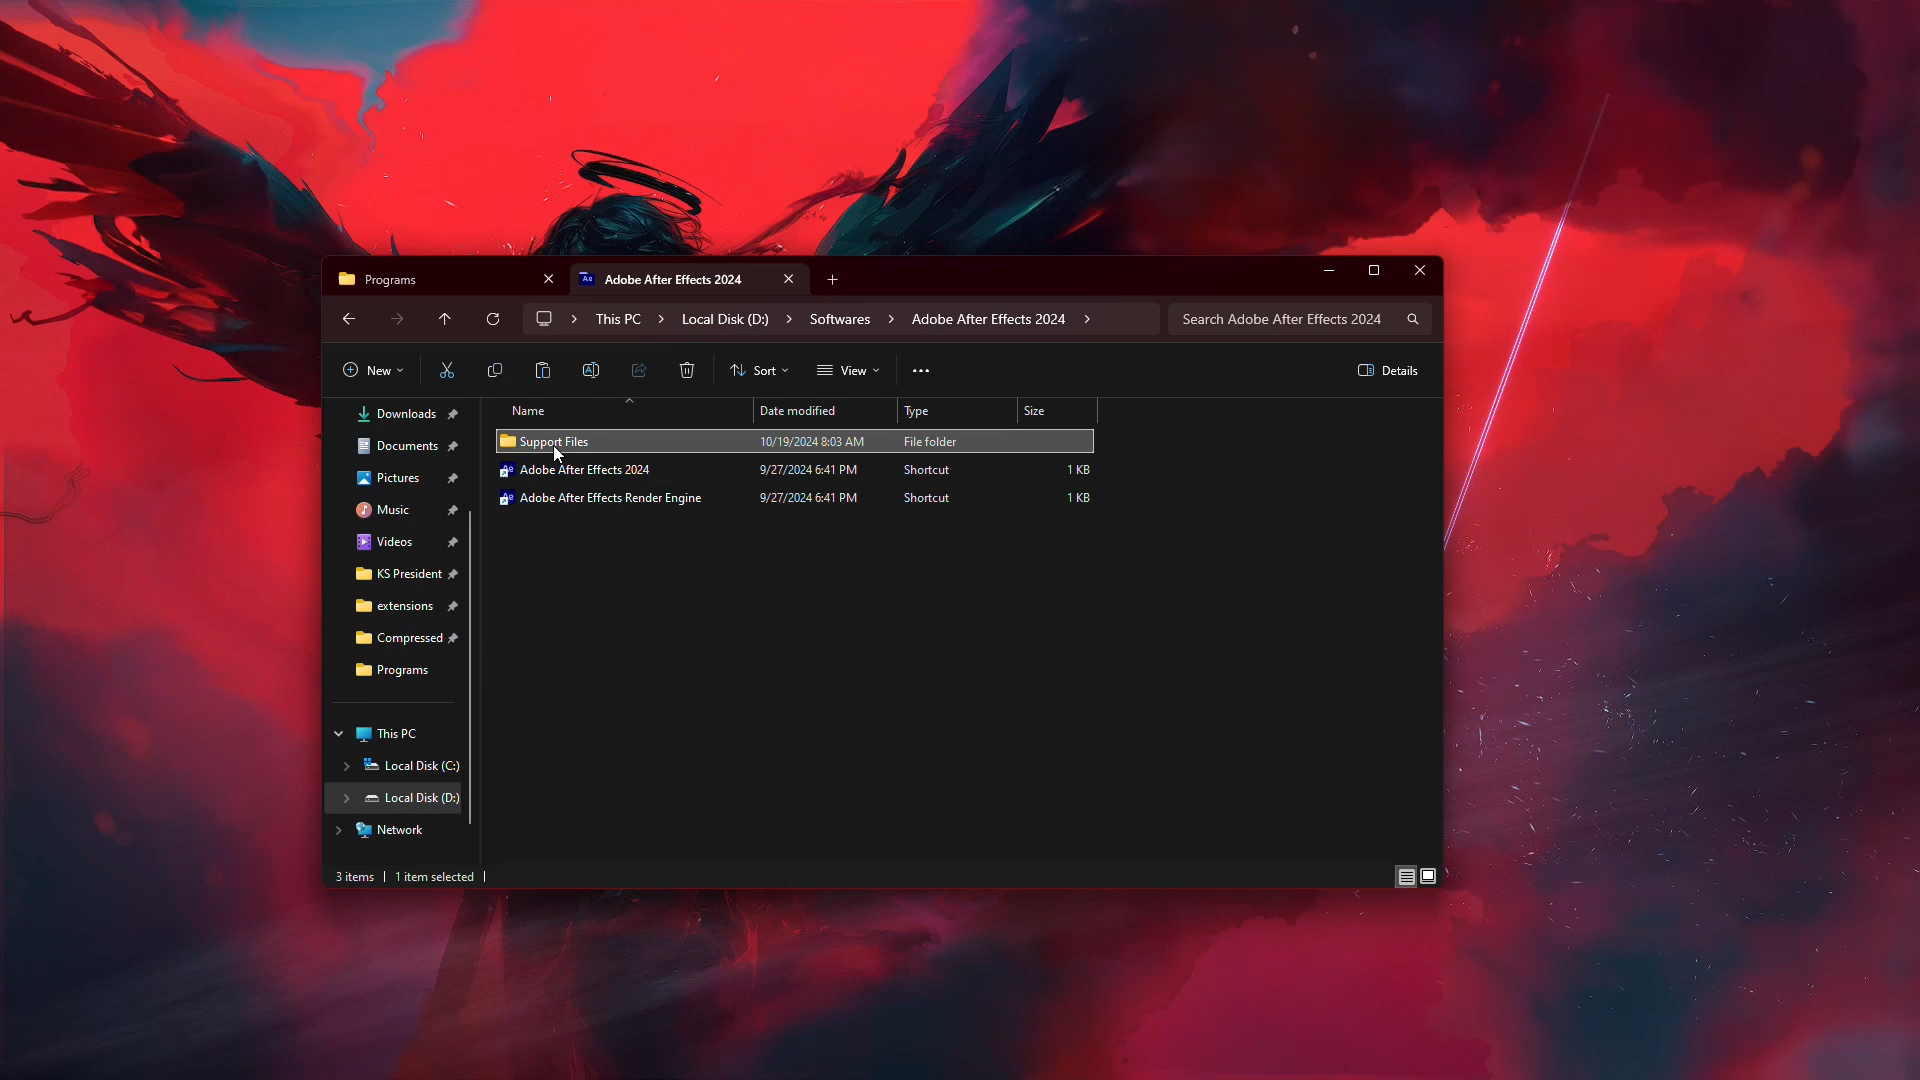 Programs
Ae Adobe After Effects 2024
This PC > Local Disk (D:) > Softwares > Adobe After Effects 2024 >
Search Adobe After Effects 2024
New
Sort
View
Details
Downloads
Documents
Pictures
Music
Videos
KS President
extensions
Compressed
Programs
This PC
Local Disk (C:)
Local Disk (D:)
Network
Name Date modified Type Size
Support Files 10/19/2024 8:03 AM File folder
Ae Adobe After Effects 2024 9/27/2024 6:41 PM Shortcut 1 KB
Ae Adobe After Effects Render Engine 9/27/2024 6:41 PM Shortcut 1 KB
3 items | 1 item selected |